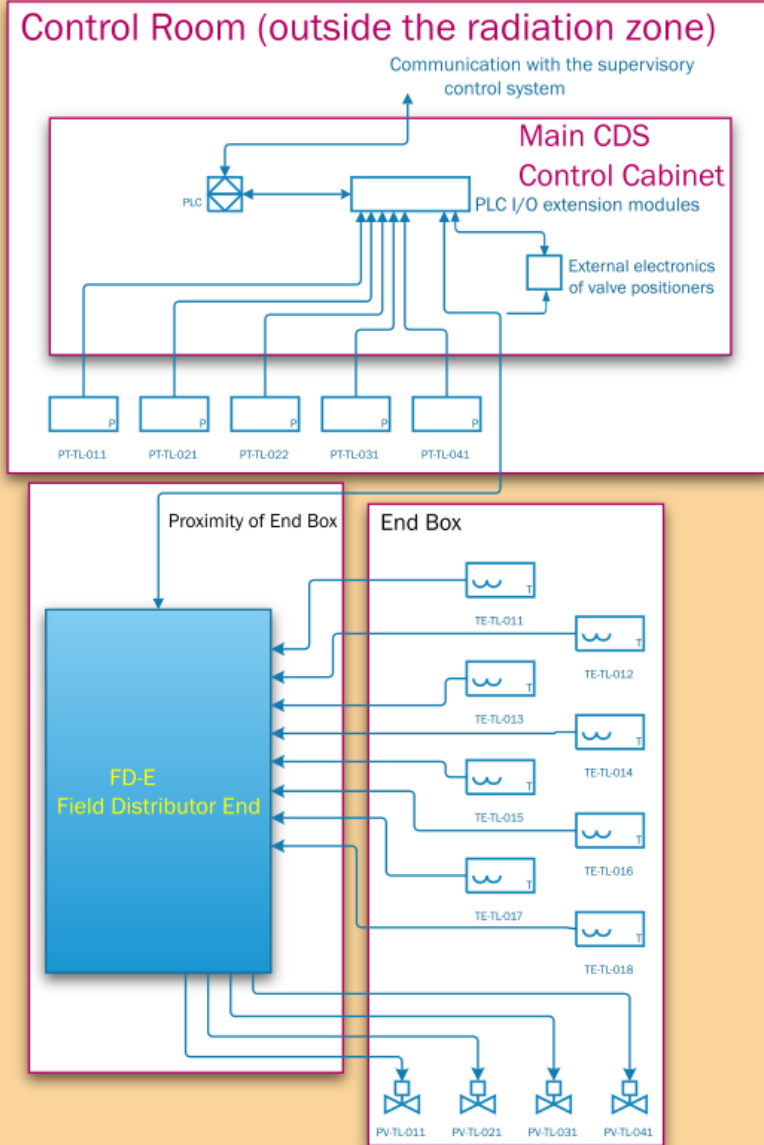 Control Room (outside the radiation zone)
Communication with the supervisory
control system
Main CDS
Control Cabinet
PLC
PLC I/O extension modules
External electronics
of valve positioners
P
P
P
P
P
PT-TL-011
PT-TL-021
PT-TL-022
PT-TL-031
PT-TL-041
Proximity of End Box
End Box
T
TE-TL-011
T
TE-TL-012
T
TE-TL-013
T
TE-TL-014
T
TE-TL-015
T
TE-TL-016
T
TE-TL-017
T
TE-TL-018
FD-E
Field Distributor End
PV-TL-011
PV-TL-021
PV-TL-031
PV-TL-041